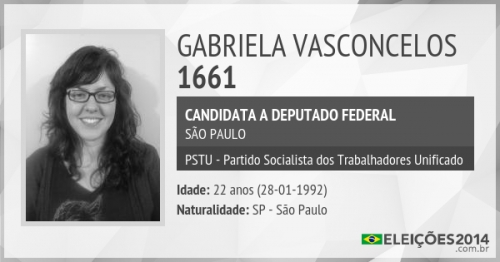 GABRIELA VASCONCELOS
1661
CANDIDATA A DEPUTADO FEDERAL
SÃO PAULO
PSTU - Partido Socialista dos Trabalhadores Unificado
Idade: 22 anos (28-01-1992)
Naturalidade: SP - São Paulo
ELEIÇÕES2014
.com.br